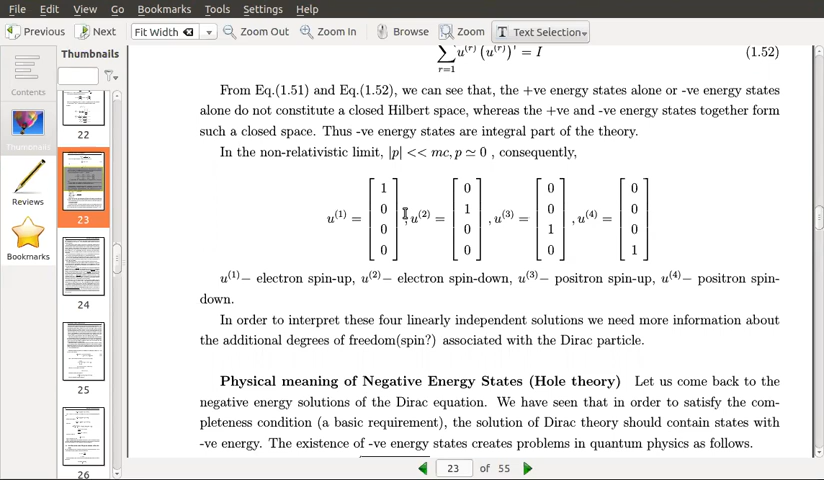 File Edit View Go Bookmarks Tools Settings Help
Previous Next Fit Width Zoom Out Zoom In Browse Zoom Text Selection
Thumbnails
Contents
Thumbnails
Reviews
Bookmarks
22
23
24
25
26
∑ u⁽ʳ⁾ (u⁽ʳ⁾)† = I (1.52)
r=1
From Eq.(1.51) and Eq.(1.52), we can see that, the +ve energy states alone or -ve energy states
alone do not constitute a closed Hilbert space, whereas the +ve and -ve energy states together form
such a closed space. Thus -ve energy states are integral part of the theory.
In the non-relativistic limit, |p| << mc, p ≃ 0 , consequently,
u⁽¹⁾ = [1 0 0 0], u⁽²⁾ = [0 1 0 0], u⁽³⁾ = [0 0 1 0], u⁽⁴⁾ = [0 0 0 1]
u⁽¹⁾− electron spin-up, u⁽²⁾− electron spin-down, u⁽³⁾− positron spin-up, u⁽⁴⁾− positron spin-
down.
In order to interpret these four linearly independent solutions we need more information about
the additional degrees of freedom(spin?) associated with the Dirac particle.
Physical meaning of Negative Energy States (Hole theory) Let us come back to the
negative energy solutions of the Dirac equation. We have seen that in order to satisfy the com-
pleteness condition (a basic requirement), the solution of Dirac theory should contain states with
-ve energy. The existence of -ve energy states creates problems in quantum physics as follows.
23 of 55